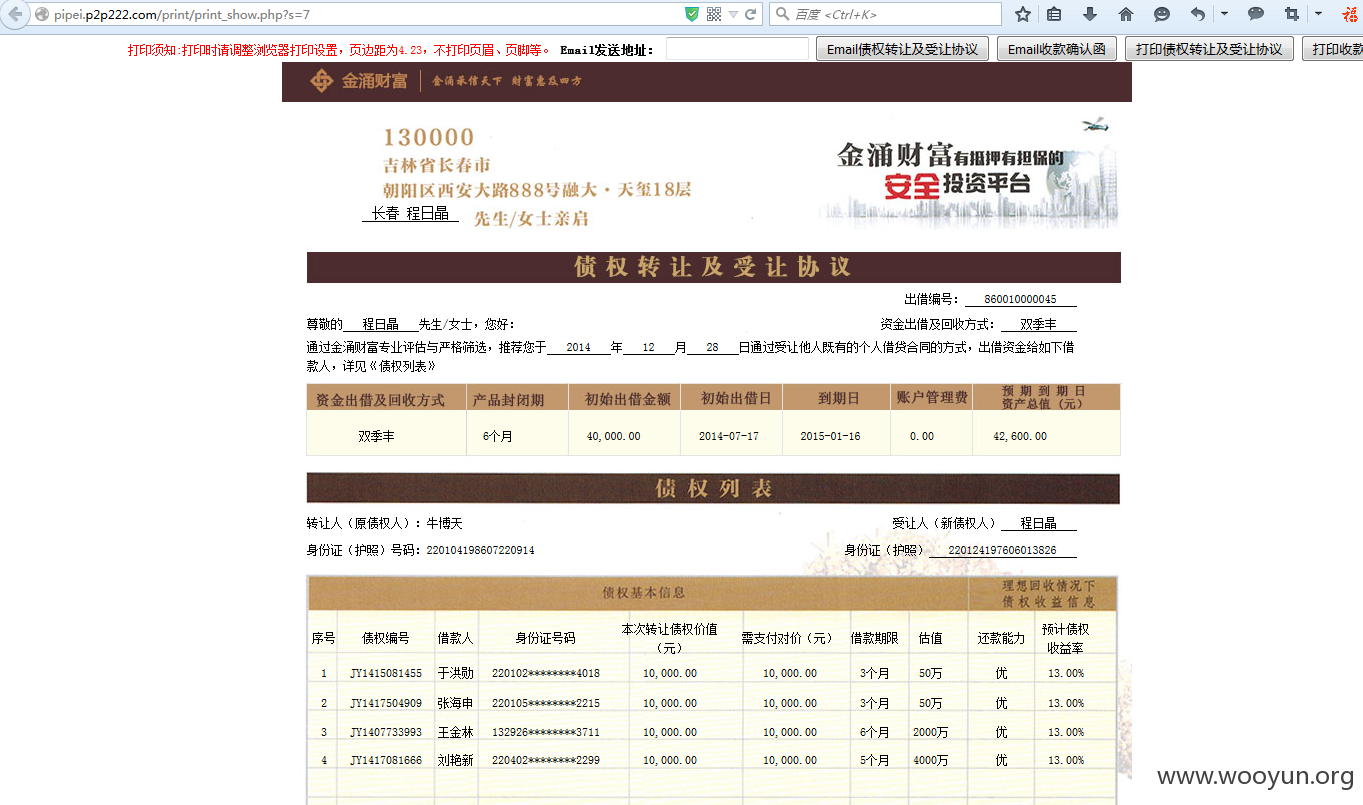 pipei.p2p222.com/print/print_show.php?s=7
百度 <Ctrl+K>
打印须知:打印时请调整浏览器打印设置，页边距为4.23，不打印页眉、页脚等。 Email发送地址： Email债权转让及受让协议 Email收款确认函 打印债权转让及受让协议 打印收款
金涌财富 金涌承信天下 财富惠及四方
130000
吉林省长春市
朝阳区西安大路888号融大·天玺18层
长春 程日晶 先生/女士亲启
金涌财富有抵押有担保的
安全投资平台
债权转让及受让协议
出借编号： 860010000045
尊敬的 程日晶 先生/女士，您好： 资金出借及回收方式： 双季丰
通过金涌财富专业评估与严格筛选，推荐您于 2014 年 12 月 28 日通过受让他人既有的个人借贷合同的方式，出借资金给如下借
款人，详见《债权列表》
资金出借及回收方式 产品封闭期 初始出借金额 初始出借日 到期日 账户管理费 预期到期日
资产总值（元）
双季丰 6个月 40,000.00 2014-07-17 2015-01-16 0.00 42,600.00
债权列表
转让人（原债权人）：牛博天 受让人（新债权人） 程日晶
身份证（护照）号码：220104198607220914 身份证（护照） 220124197606013826
债权基本信息 理想回收情况下
债权收益信息
序号 债权编号 借款人 身份证号码 本次转让债权价值（元） 需支付对价（元） 借款期限 估值 还款能力 预计债权收益率
1 JY1415081455 于洪勋 220102********4018 10,000.00 10,000.00 3个月 50万 优 13.00%
2 JY1417504909 张海申 220105********2215 10,000.00 10,000.00 3个月 50万 优 13.00%
3 JY1407733993 王金林 132926********3711 10,000.00 10,000.00 6个月 2000万 优 13.00%
4 JY1417081666 刘艳新 220402********2299 10,000.00 10,000.00 5个月 4000万 优 13.00%
www.wooyun.org